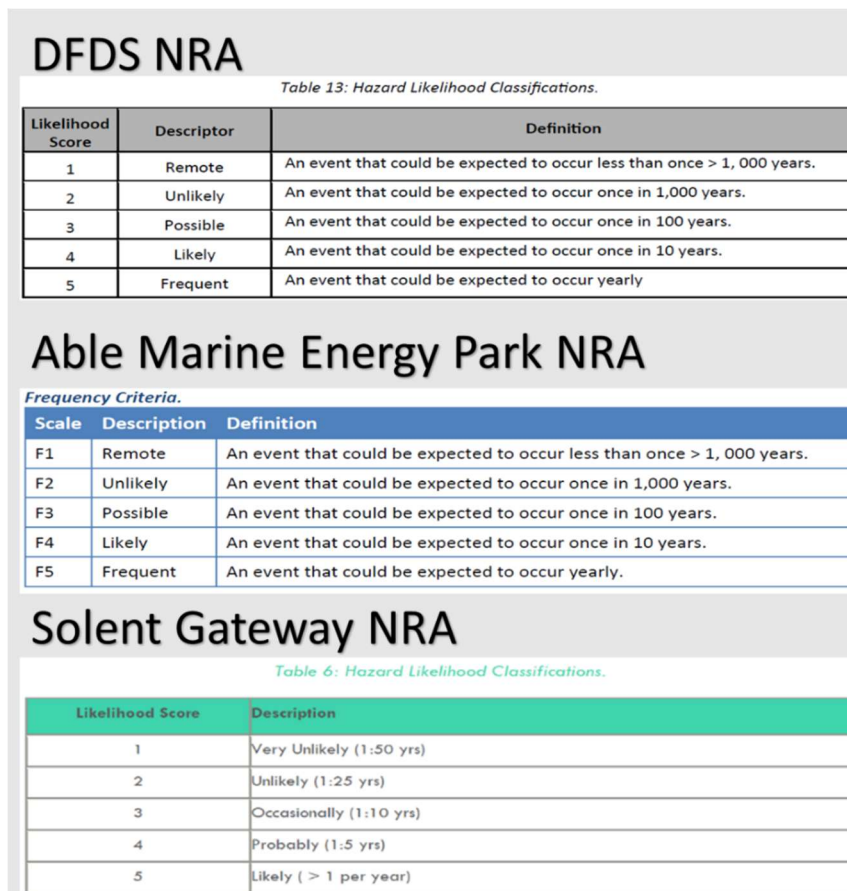 DFDS NRA
Table 13: Hazard Likelihood Classifications.
Likelihood Score Descriptor Definition
1 Remote An event that could be expected to occur less than once > 1, 000 years.
2 Unlikely An event that could be expected to occur once in 1,000 years.
3 Possible An event that could be expected to occur once in 100 years.
4 Likely An event that could be expected to occur once in 10 years.
5 Frequent An event that could be expected to occur yearly
Able Marine Energy Park NRA
Frequency Criteria.
Scale Description Definition
F1 Remote An event that could be expected to occur less than once > 1, 000 years.
F2 Unlikely An event that could be expected to occur once in 1,000 years.
F3 Possible An event that could be expected to occur once in 100 years.
F4 Likely An event that could be expected to occur once in 10 years.
F5 Frequent An event that could be expected to occur yearly.
Solent Gateway NRA
Table 6: Hazard Likelihood Classifications.
Likelihood Score Description
1 Very Unlikely (1:50 yrs)
2 Unlikely (1:25 yrs)
3 Occasionally (1:10 yrs)
4 Probably (1:5 yrs)
5 Likely ( > 1 per year)